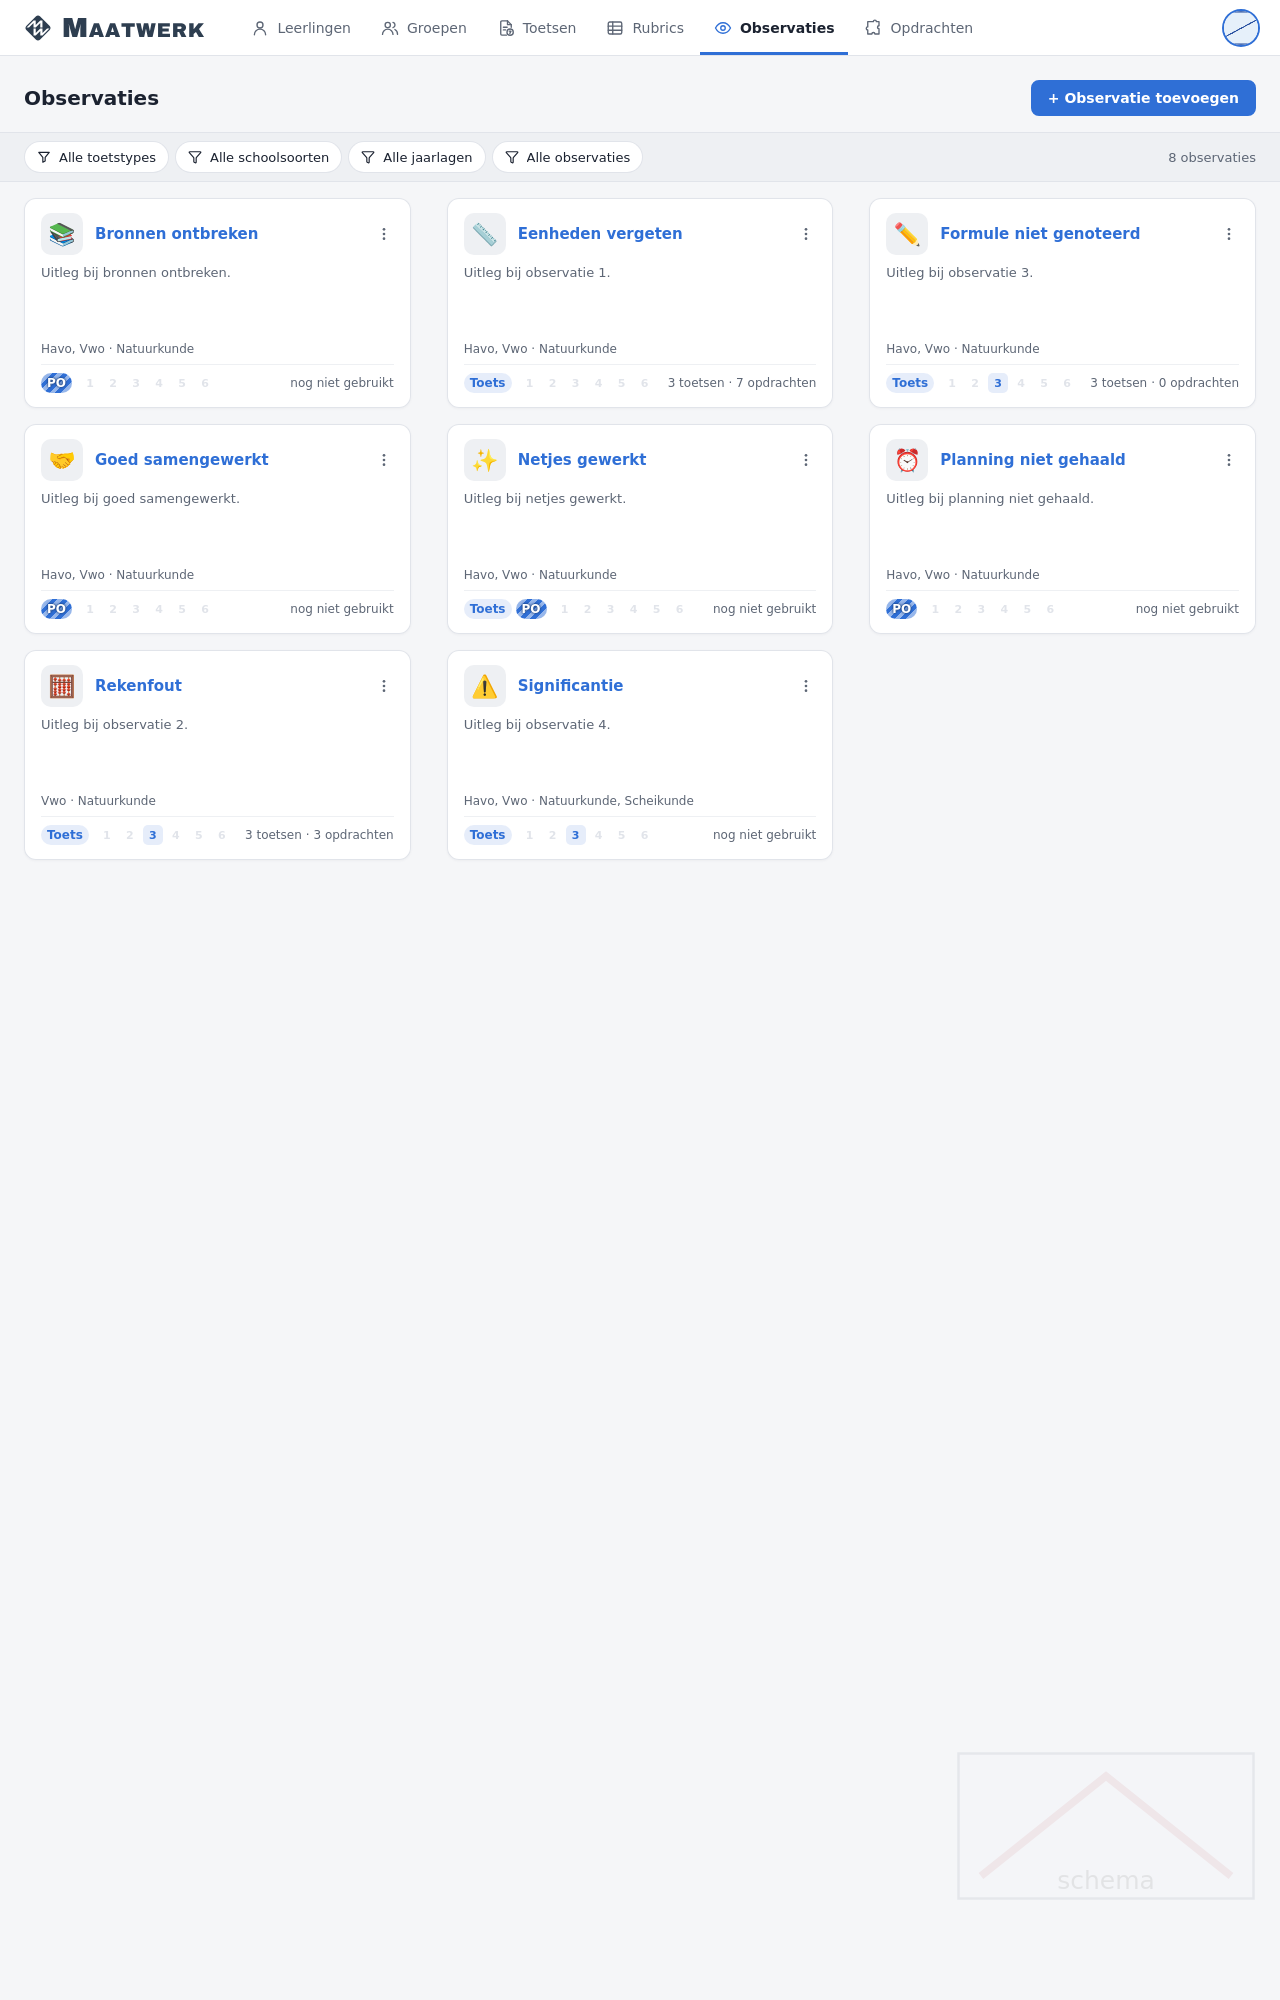 MAATWERK
Leerlingen
Groepen
Toetsen
Rubrics
Observaties
Opdrachten
Observaties
+ Observatie toevoegen
Alle toetstypes
Alle schoolsoorten
Alle jaarlagen
Alle observaties
8 observaties
Bronnen ontbreken
Uitleg bij bronnen ontbreken.
Havo, Vwo · Natuurkunde
PO 1 2 3 4 5 6 nog niet gebruikt
Eenheden vergeten
Uitleg bij observatie 1.
Havo, Vwo · Natuurkunde
Toets 1 2 3 4 5 6 3 toetsen · 7 opdrachten
Formule niet genoteerd
Uitleg bij observatie 3.
Havo, Vwo · Natuurkunde
Toets 1 2 3 4 5 6 3 toetsen · 0 opdrachten
Goed samengewerkt
Uitleg bij goed samengewerkt.
Havo, Vwo · Natuurkunde
PO 1 2 3 4 5 6 nog niet gebruikt
Netjes gewerkt
Uitleg bij netjes gewerkt.
Havo, Vwo · Natuurkunde
Toets PO 1 2 3 4 5 6 nog niet gebruikt
Planning niet gehaald
Uitleg bij planning niet gehaald.
Havo, Vwo · Natuurkunde
PO 1 2 3 4 5 6 nog niet gebruikt
Rekenfout
Uitleg bij observatie 2.
Vwo · Natuurkunde
Toets 1 2 3 4 5 6 3 toetsen · 3 opdrachten
Significantie
Uitleg bij observatie 4.
Havo, Vwo · Natuurkunde, Scheikunde
Toets 1 2 3 4 5 6 nog niet gebruikt
schema